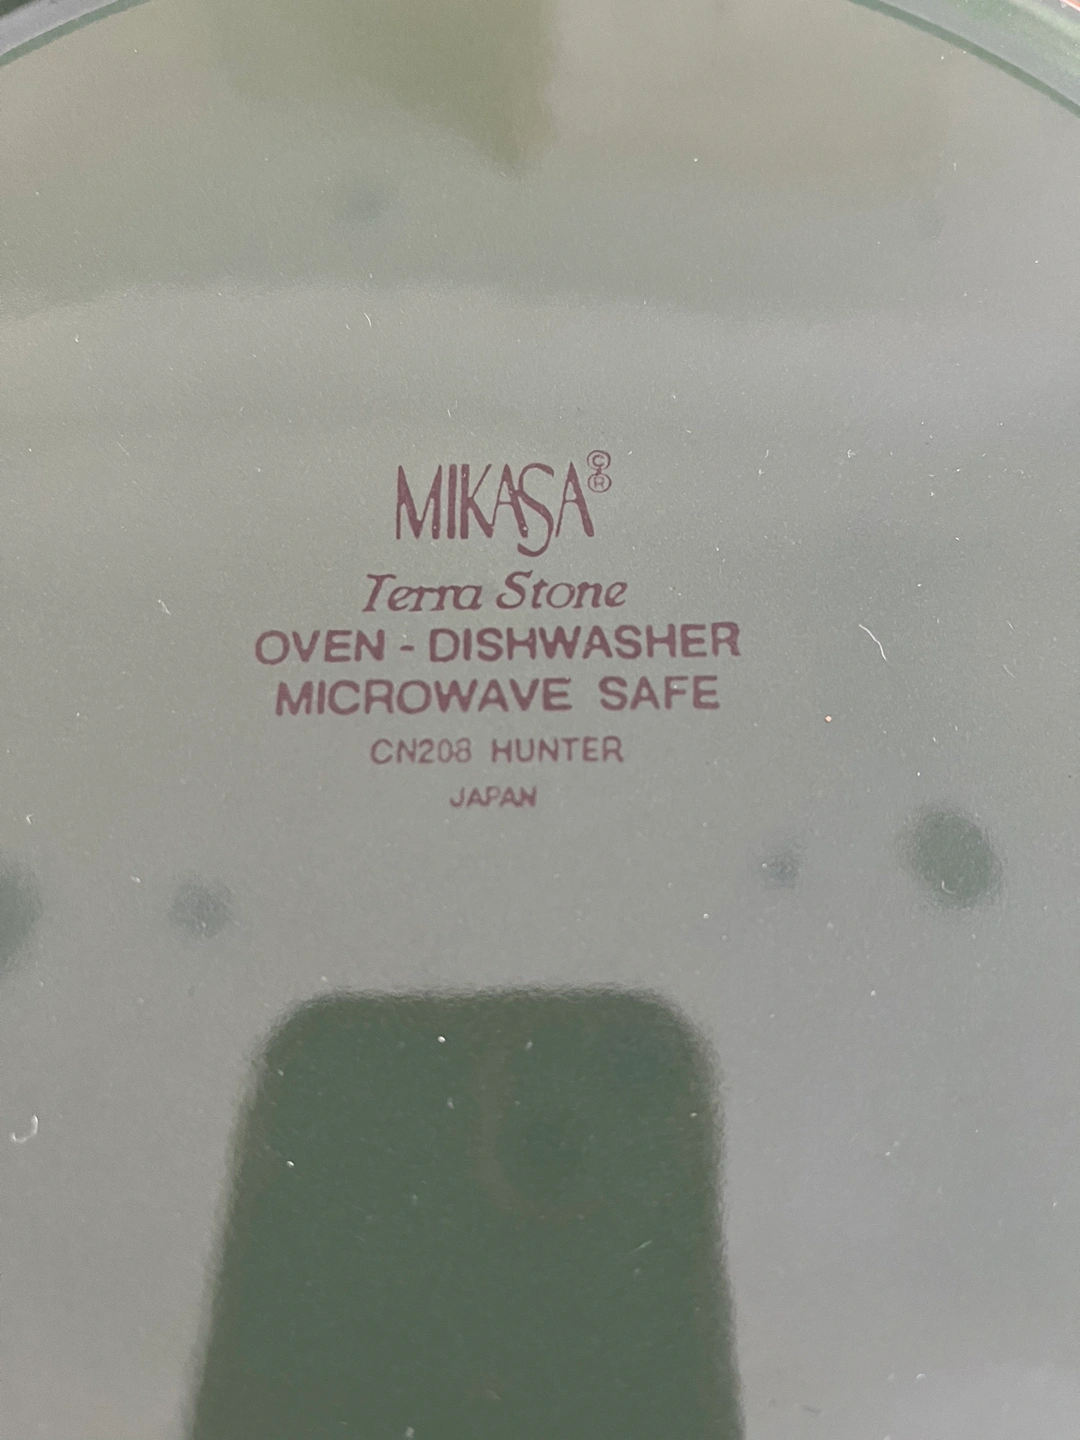 MIKASA © ®
Terra Stone
OVEN - DISHWASHER
MICROWAVE SAFE
CN208 HUNTER
JAPAN